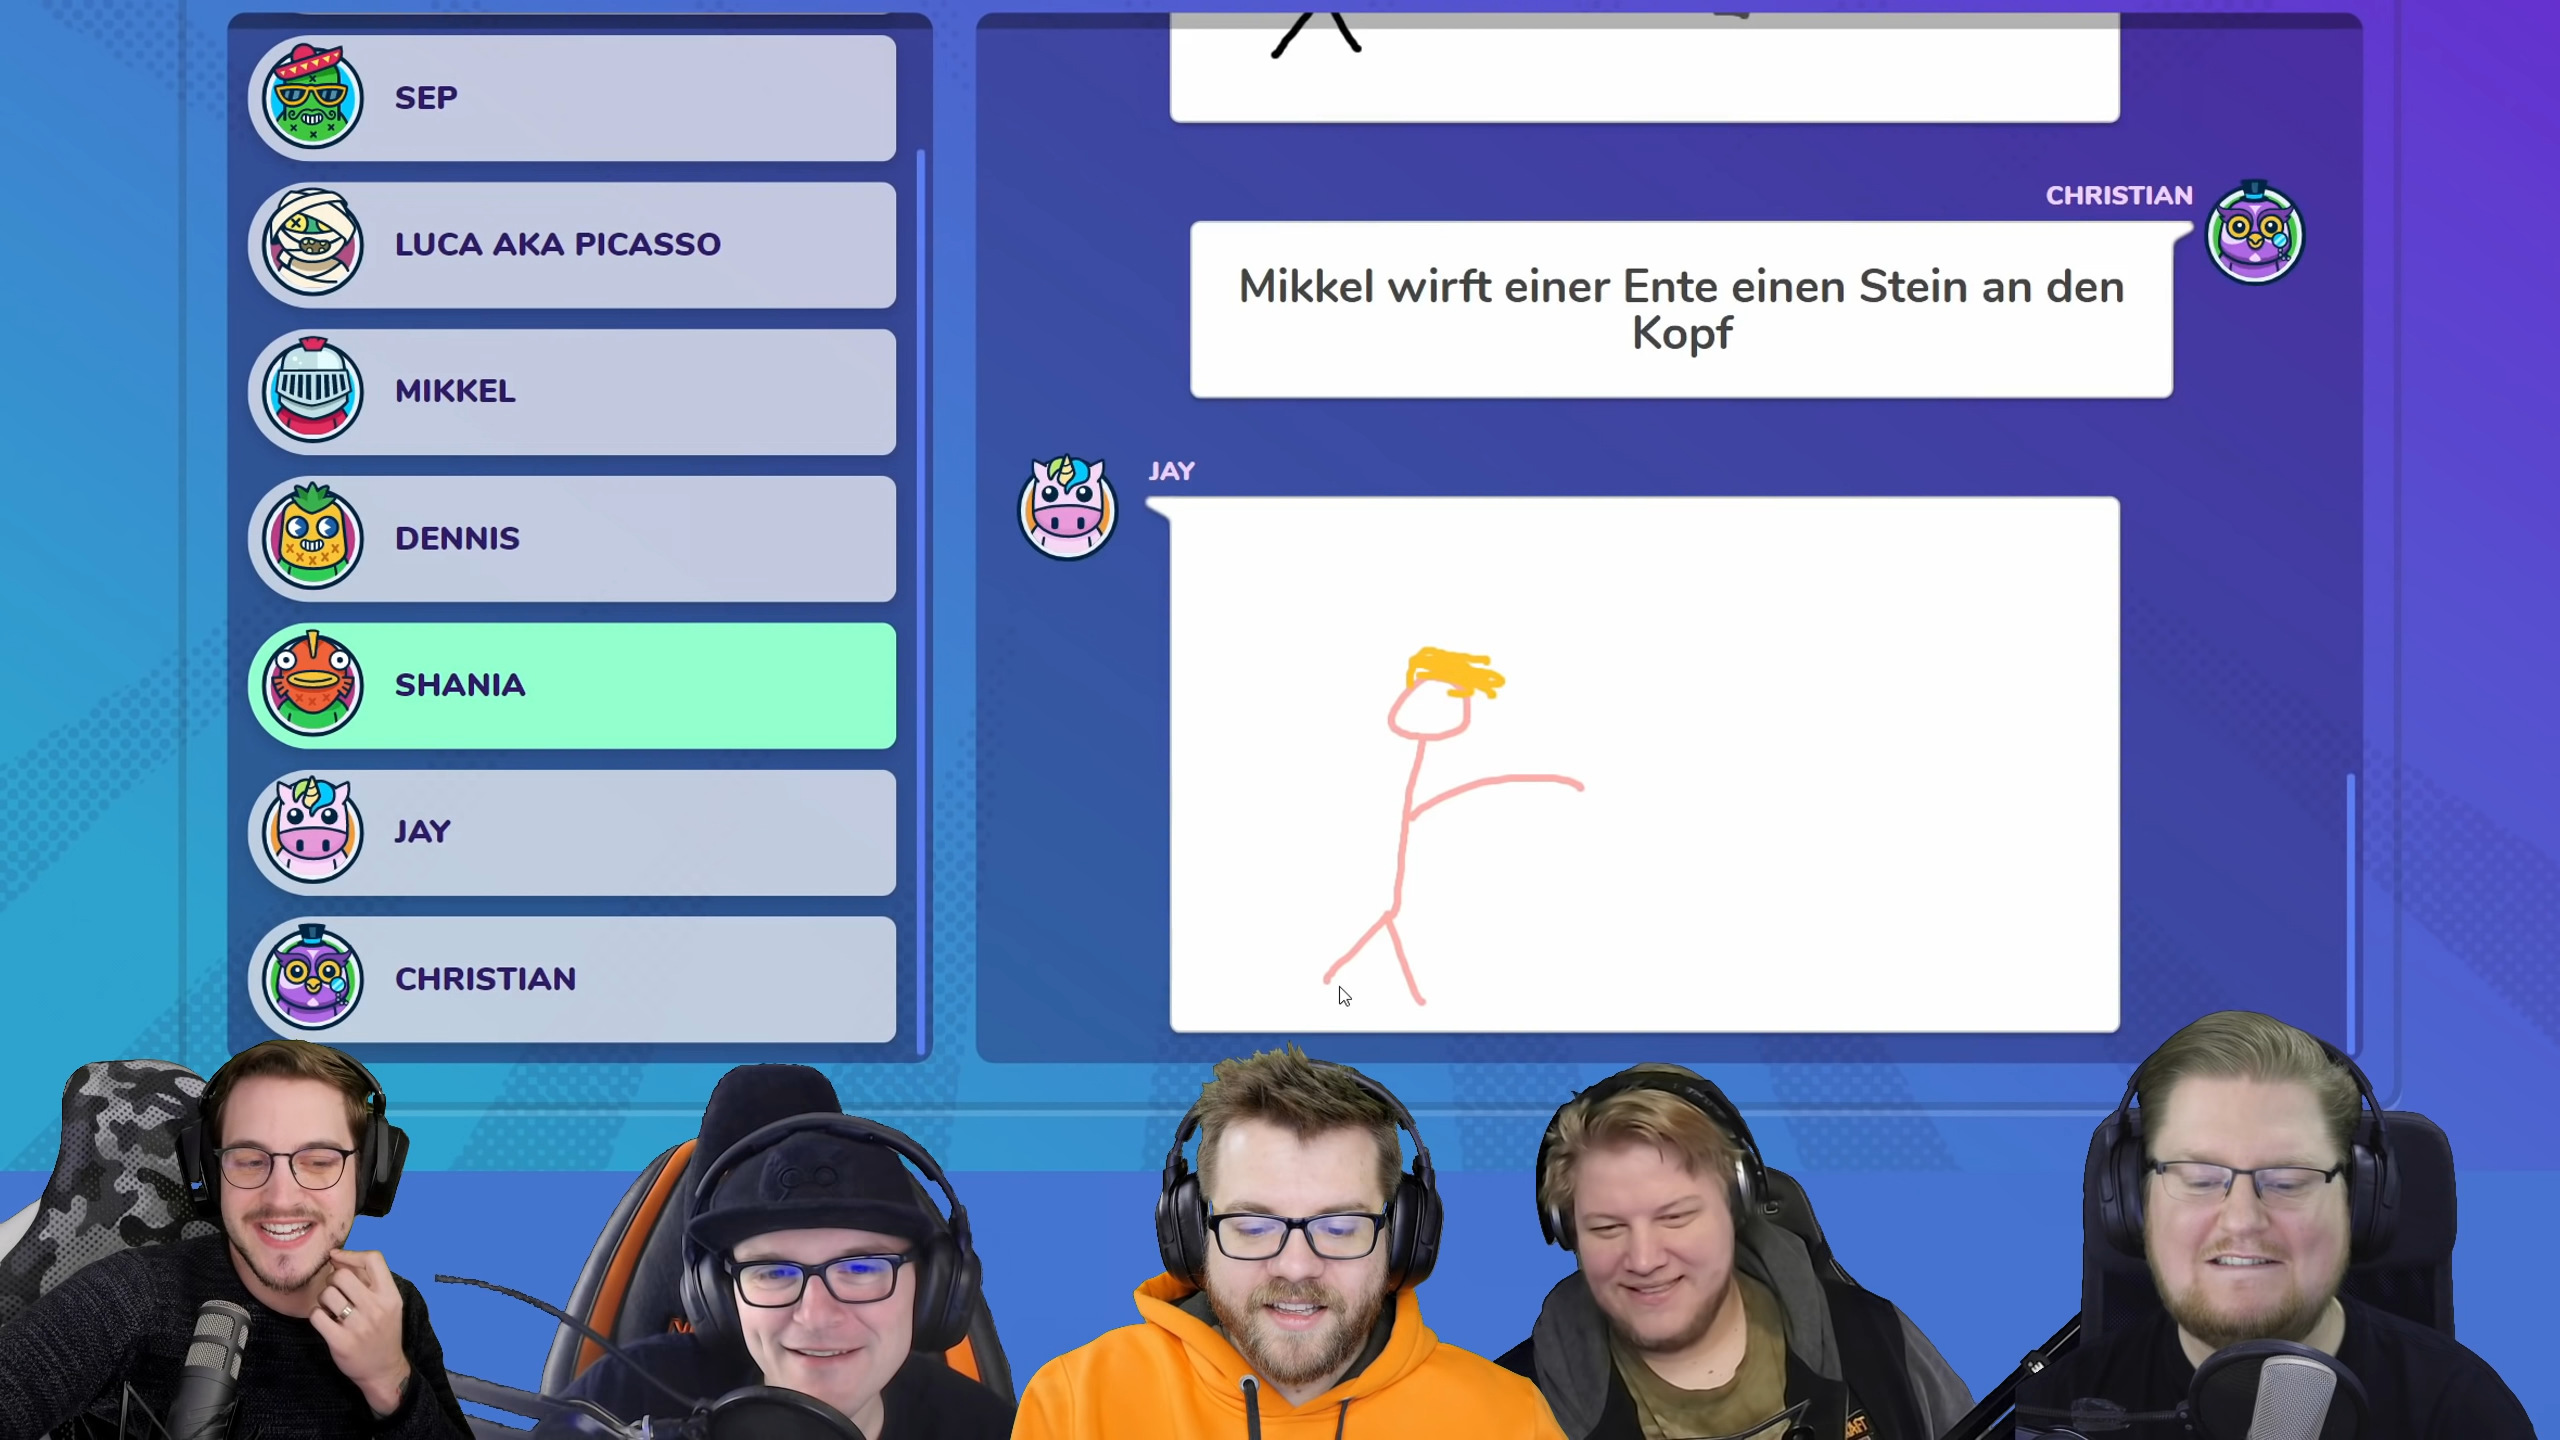 SEP
LUCA AKA PICASSO
MIKKEL
DENNIS
SHANIA
JAY
CHRISTIAN
CHRISTIAN
Mikkel wirft einer Ente einen Stein an den
Kopf
JAY